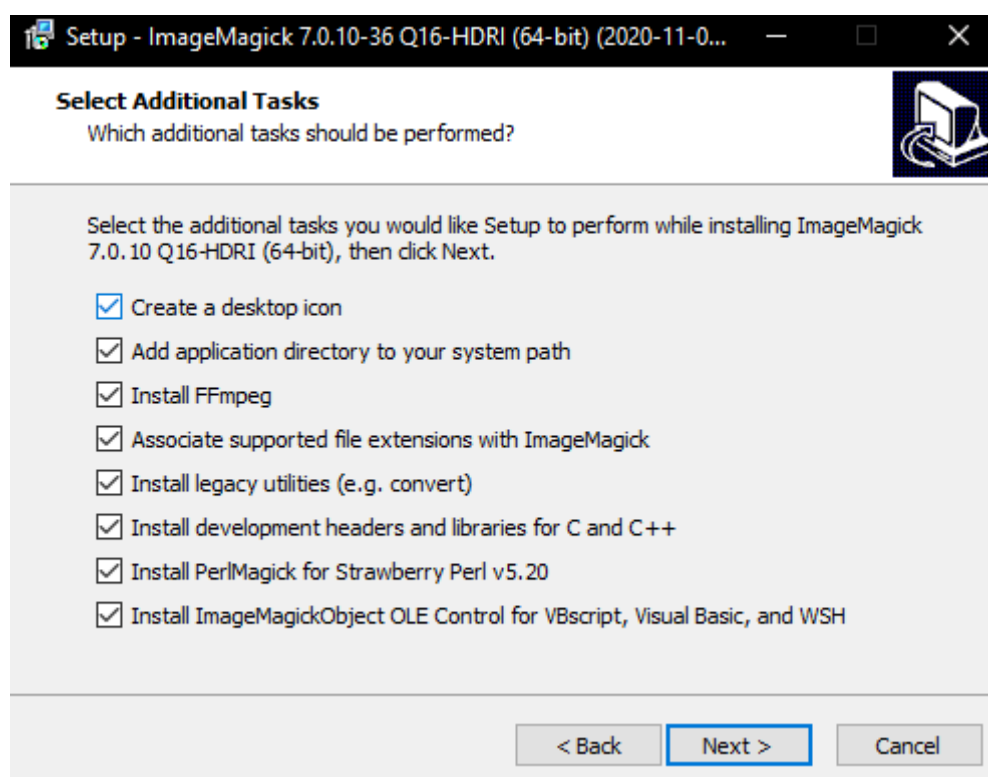 Setup - ImageMagick 7.0.10-36 Q16-HDRI (64-bit) (2020-11-0...
Select Additional Tasks
Which additional tasks should be performed?
Select the additional tasks you would like Setup to perform while installing ImageMagick
7.0.10 Q16-HDRI (64-bit), then click Next.
Create a desktop icon
Add application directory to your system path
Install FFmpeg
Associate supported file extensions with ImageMagick
Install legacy utilities (e.g. convert)
Install development headers and libraries for C and C++
Install PerlMagick for Strawberry Perl v5.20
Install ImageMagickObject OLE Control for VBscript, Visual Basic, and WSH
< Back Next > Cancel